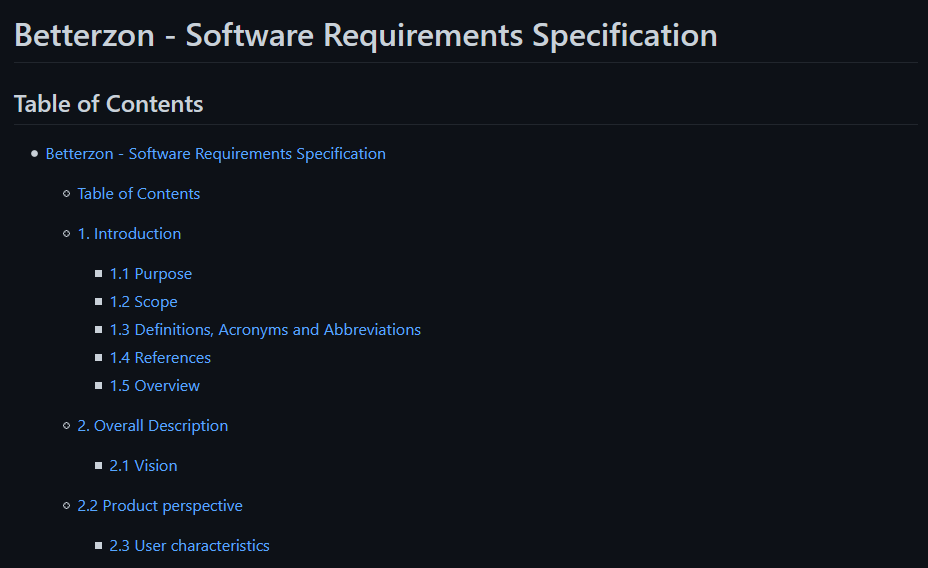 Betterzon - Software Requirements Specification
Table of Contents
Betterzon - Software Requirements Specification
Table of Contents
1. Introduction
1.1 Purpose
1.2 Scope
1.3 Definitions, Acronyms and Abbreviations
1.4 References
1.5 Overview
2. Overall Description
2.1 Vision
2.2 Product perspective
2.3 User characteristics